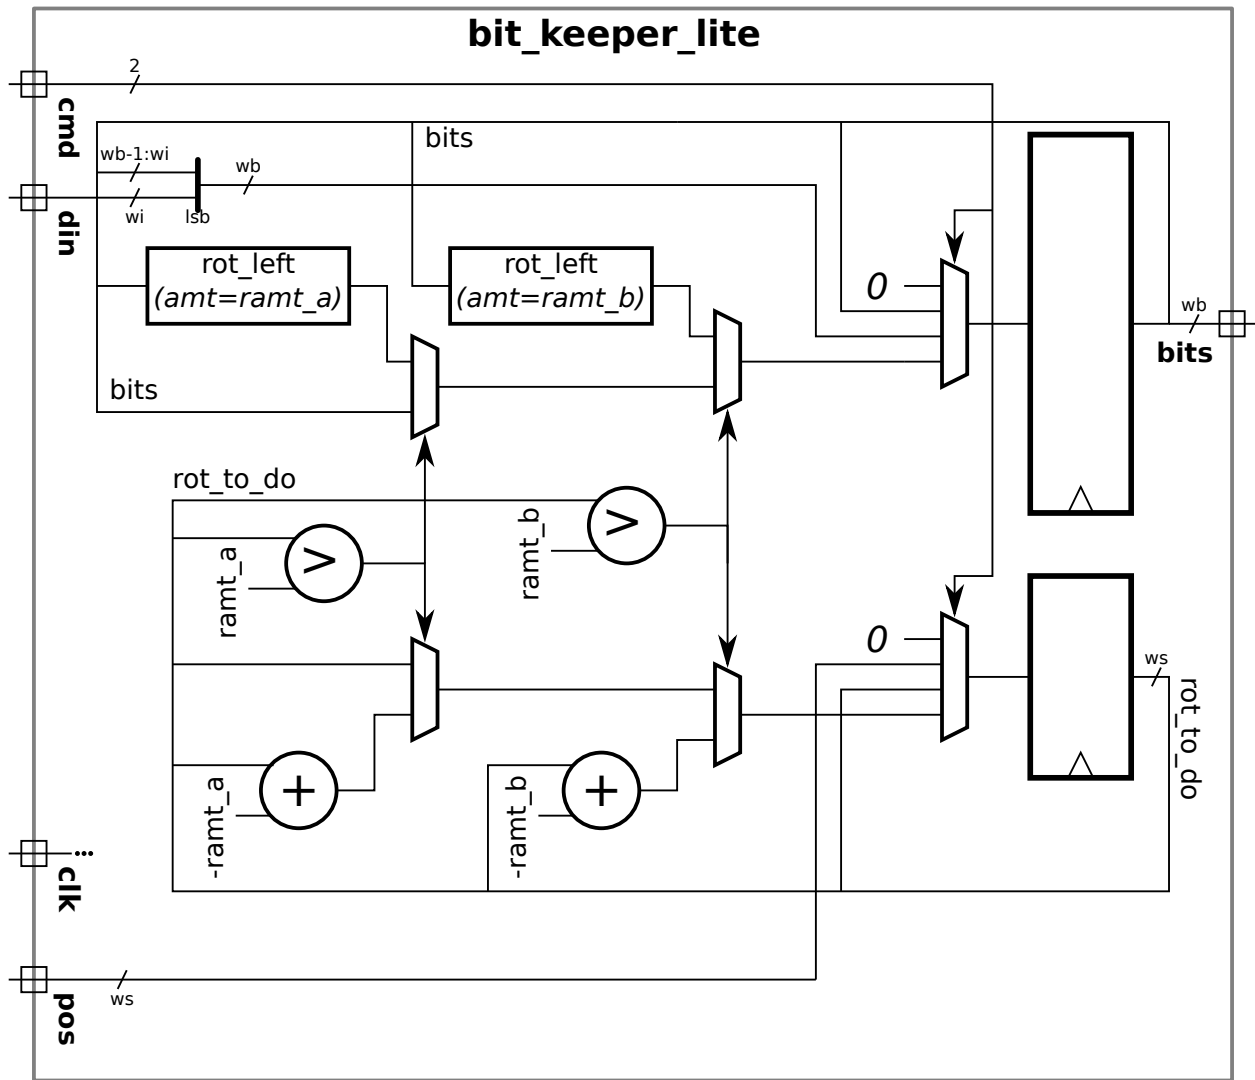 bit_keeper_lite
2
cmd
bits
wb-1:wi
wb
din
wi
lsb
rot_left
(amt=ramt_a)
rot_left
(amt=ramt_b)
0
wb
bits
bits
rot_to_do
ramt_a
>
ramt_b
>
0
ws
rot_to_do
-ramt_a
+
-ramt_b
+
clk
...
pos
ws